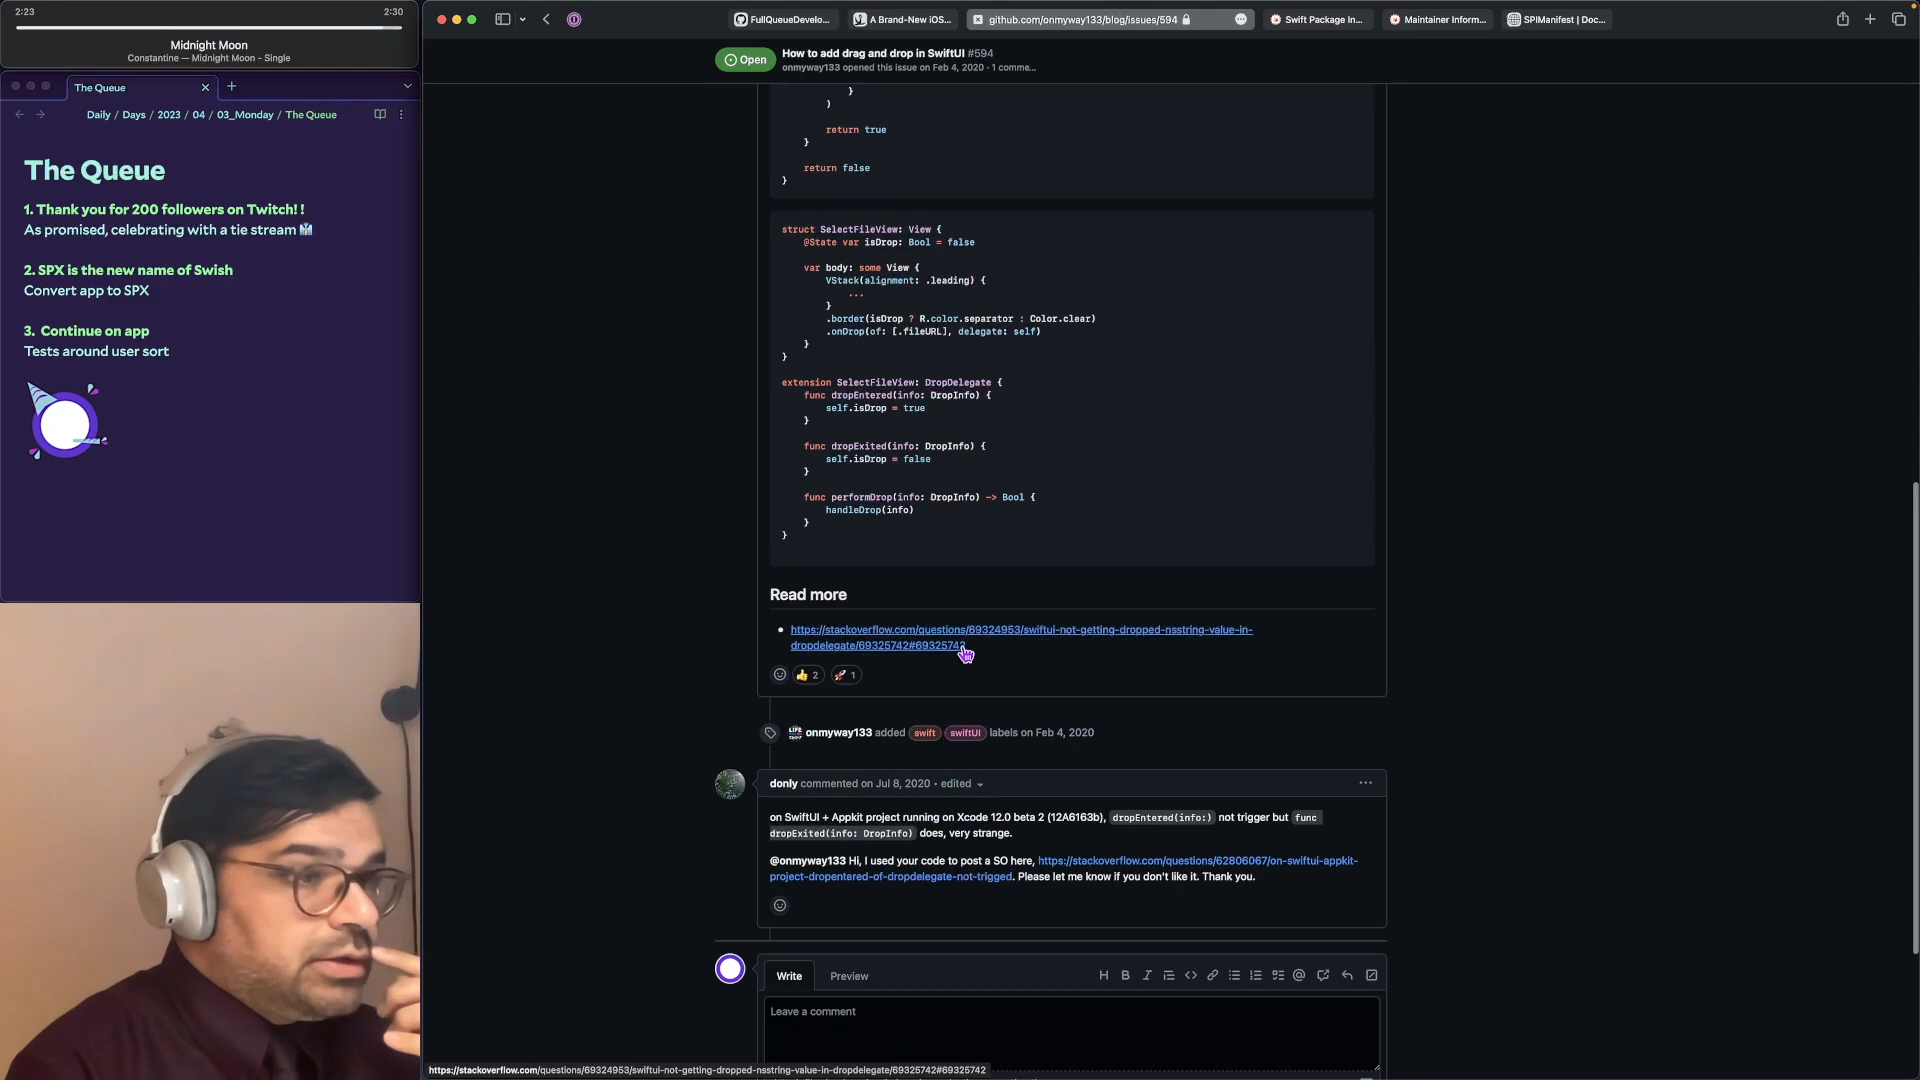 2:23
2:30
Midnight Moon
Constantine — Midnight Moon - Single
The Queue
Daily / Days / 2023 / 04 / 03_Monday / The Queue
The Queue
1. Thank you for 200 followers on Twitch! !
As promised, celebrating with a tie stream 👔
2. SPX is the new name of Swish
Convert app to SPX
3. Continue on app
Tests around user sort
FullQueueDevelo...
A Brand-New iOS...
github.com/onmyway133/blog/issues/594
Swift Package In...
Maintainer Inform...
SPIManifest | Doc...
Open
How to add drag and drop in SwiftUI #594
onmyway133 opened this issue on Feb 4, 2020 · 1 comme...
}
)
return true
}
return false
}
struct SelectFileView: View {
@State var isDrop: Bool = false
var body: some View {
VStack(alignment: .leading) {
...
}
.border(isDrop ? R.color.separator : Color.clear)
.onDrop(of: [.fileURL], delegate: self)
}
}
extension SelectFileView: DropDelegate {
func dropEntered(info: DropInfo) {
self.isDrop = true
}
func dropExited(info: DropInfo) {
self.isDrop = false
}
func performDrop(info: DropInfo) -> Bool {
handleDrop(info)
}
}
Read more
• https://stackoverflow.com/questions/69324953/swiftui-not-getting-dropped-nsstring-value-in-
dropdelegate/69325742#69325742
👍 2 🚀 1
onmyway133 added swift swiftUI labels on Feb 4, 2020
donly commented on Jul 8, 2020 • edited
on SwiftUI + Appkit project running on Xcode 12.0 beta 2 (12A6163b), dropEntered(info:) not trigger but func
dropExited(info: DropInfo) does, very strange.
@onmyway133 Hi, I used your code to post a SO here, https://stackoverflow.com/questions/62806067/on-swiftui-appkit-
project-dropentered-of-dropdelegate-not-trigged. Please let me know if you don't like it. Thank you.
Write
Preview
Leave a comment
https://stackoverflow.com/questions/69324953/swiftui-not-getting-dropped-nsstring-value-in-dropdelegate/69325742#69325742